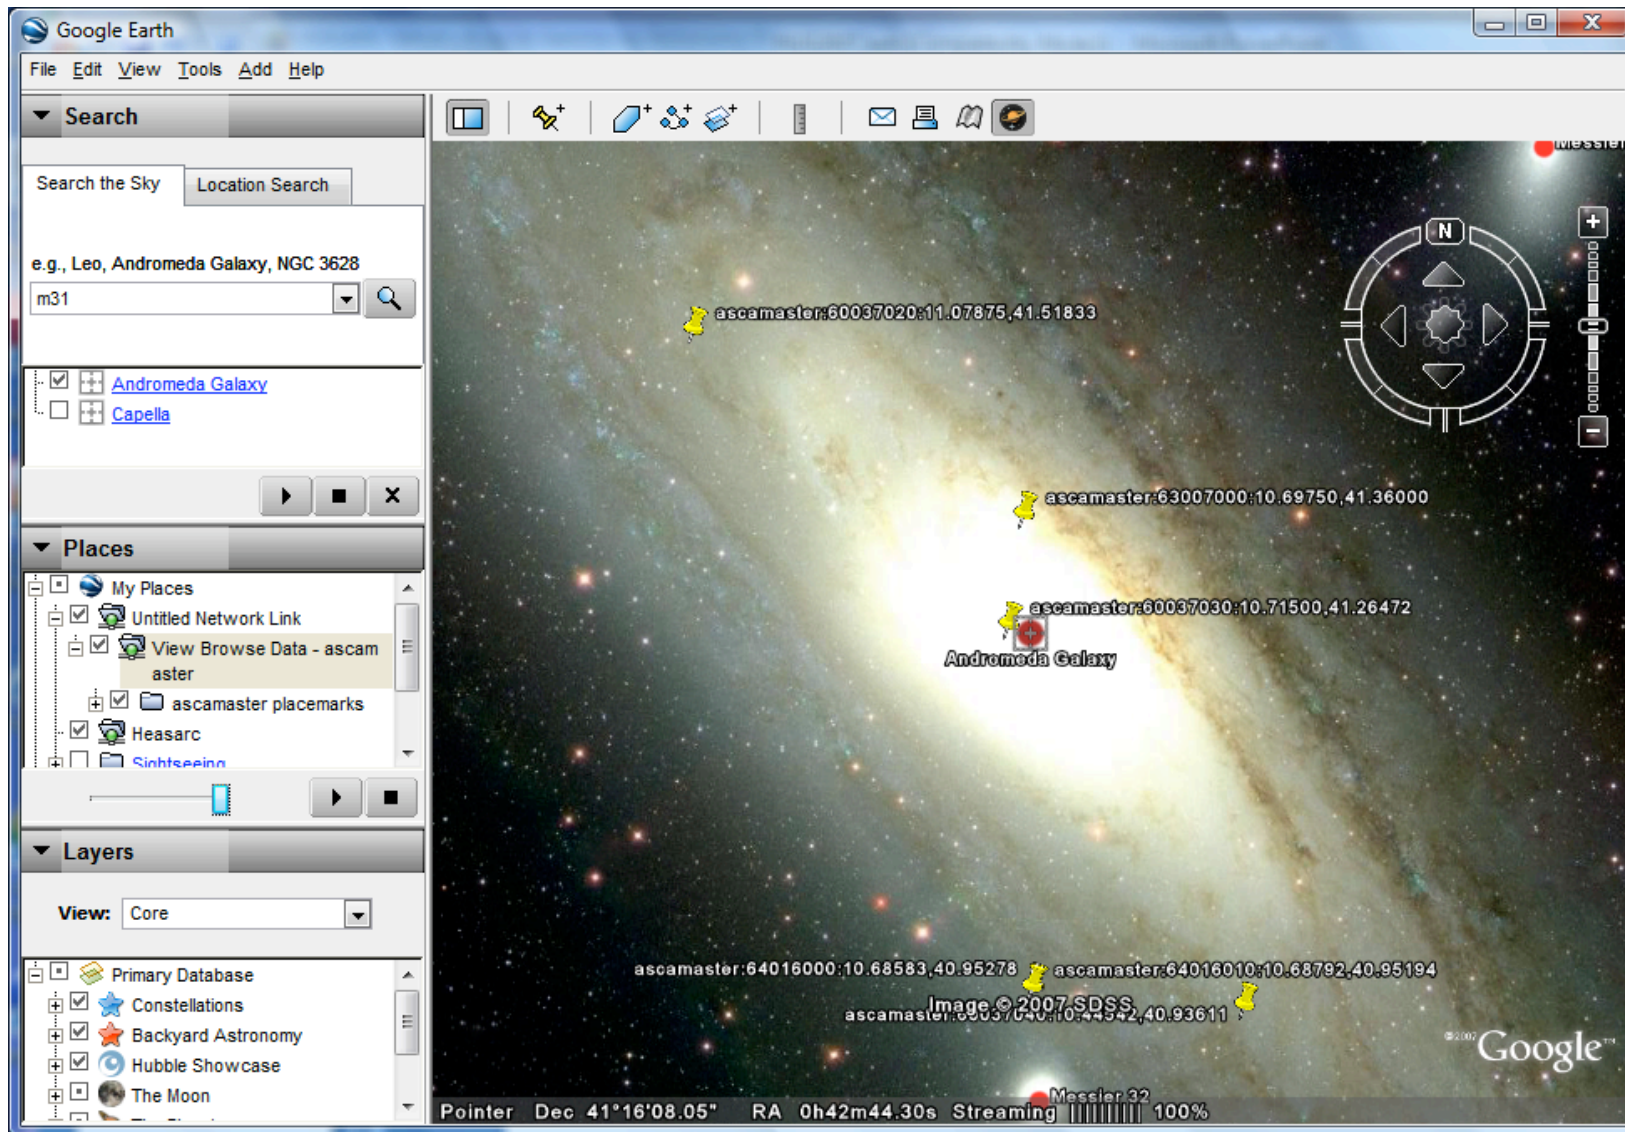 Google Earth
File Edit View Tools Add Help
Search
Search the Sky
Location Search
e.g., Leo, Andromeda Galaxy, NGC 3628
m31
Andromeda Galaxy
Capella
Places
My Places
Untitled Network Link
View Browse Data - ascam
aster
ascamaster placemarks
Heasarc
Sightseeing
Layers
View: Core
Primary Database
Constellations
Backyard Astronomy
Hubble Showcase
The Moon
Messier
N
ascamaster:60037020:11.07875,41.51833
ascamaster:63007000:10.69750,41.36000
ascamaster:60037030:10.71500,41.26472
Andromeda Galaxy
ascamaster:64016000:10.68583,40.95278
ascamaster:64016010:10.68792,40.95194
Image © 2007 SDSS
©2007 Google™
Messier 32
Pointer Dec 41°16'08.05" RA 0h42m44.30s Streaming |||||||||| 100%